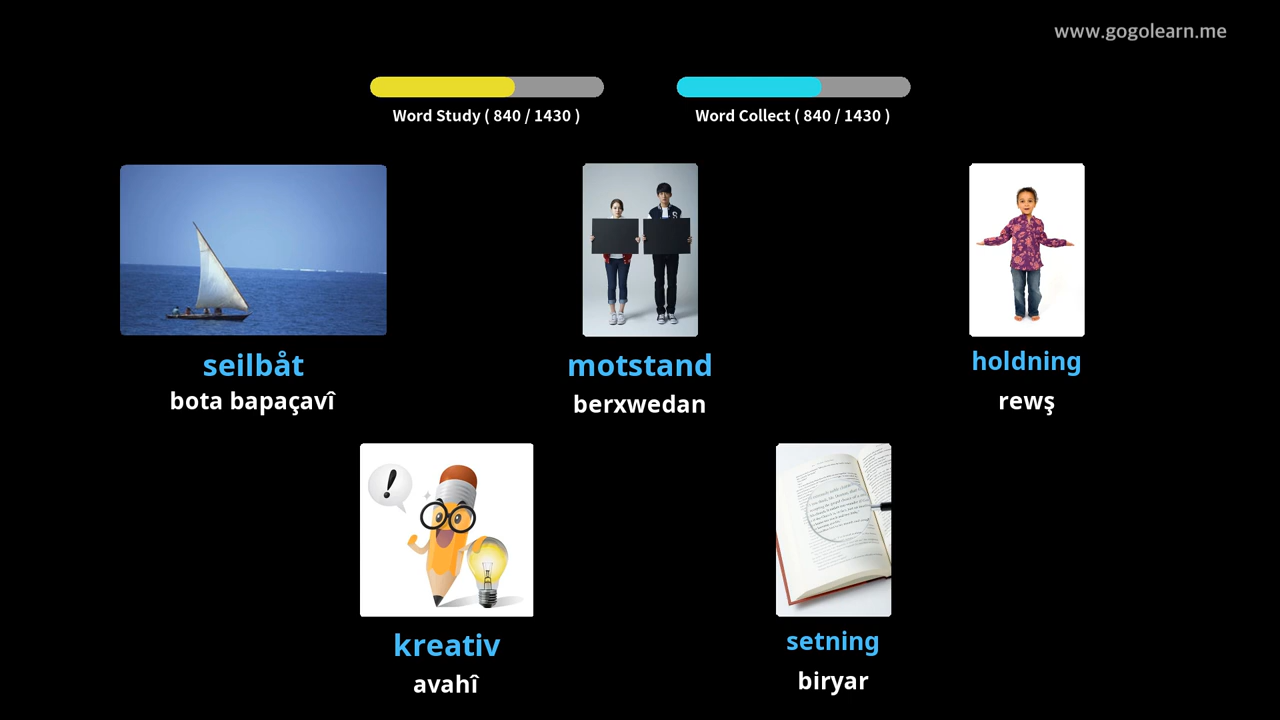 www.gogolearn.me
Word Study ( 840 / 1430 )
Word Collect ( 840 / 1430 )
seilbåt
bota bapaçavî
motstand
berxwedan
holdning
rewş
kreativ
avahî
setning
biryar